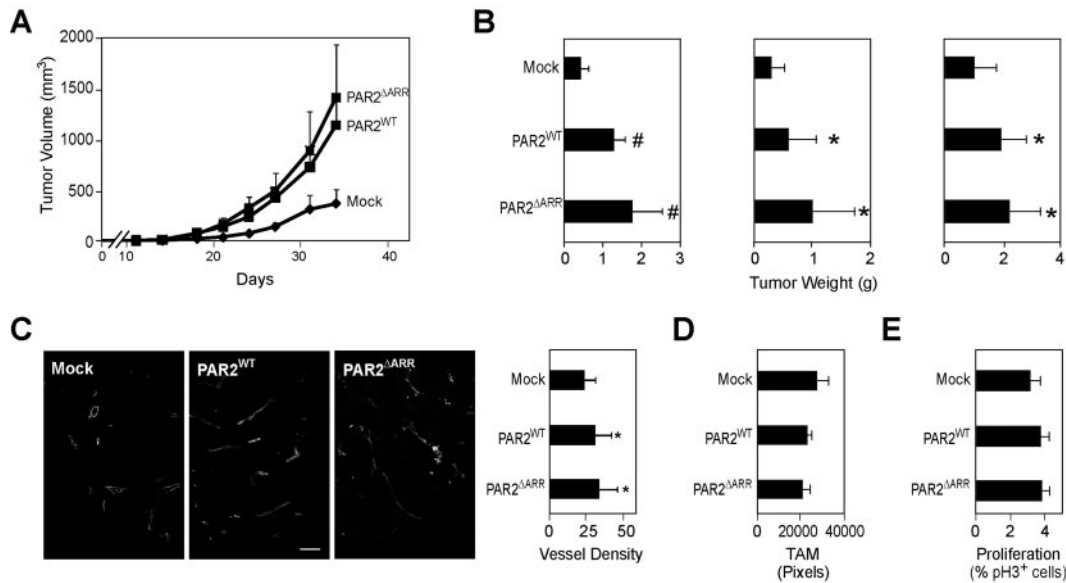 A
Tumor Volume (mm³)
2000
1500
1000
500
0
0
10
20
30
40
Days
PAR2ΔARR
PAR2WT
Mock
B
Mock
PAR2WT
PAR2ΔARR
#
#
*
*
*
*
0
1
2
3
0
1
2
0
2
4
Tumor Weight (g)
C
Mock
PAR2WT
PAR2ΔARR
Mock
PAR2WT
PAR2ΔARR
*
*
0
25
50
Vessel Density
D
Mock
PAR2WT
PAR2ΔARR
0
20000
40000
TAM
(Pixels)
E
Mock
PAR2WT
PAR2ΔARR
0
2
4
Proliferation
(% pH3⁺ cells)